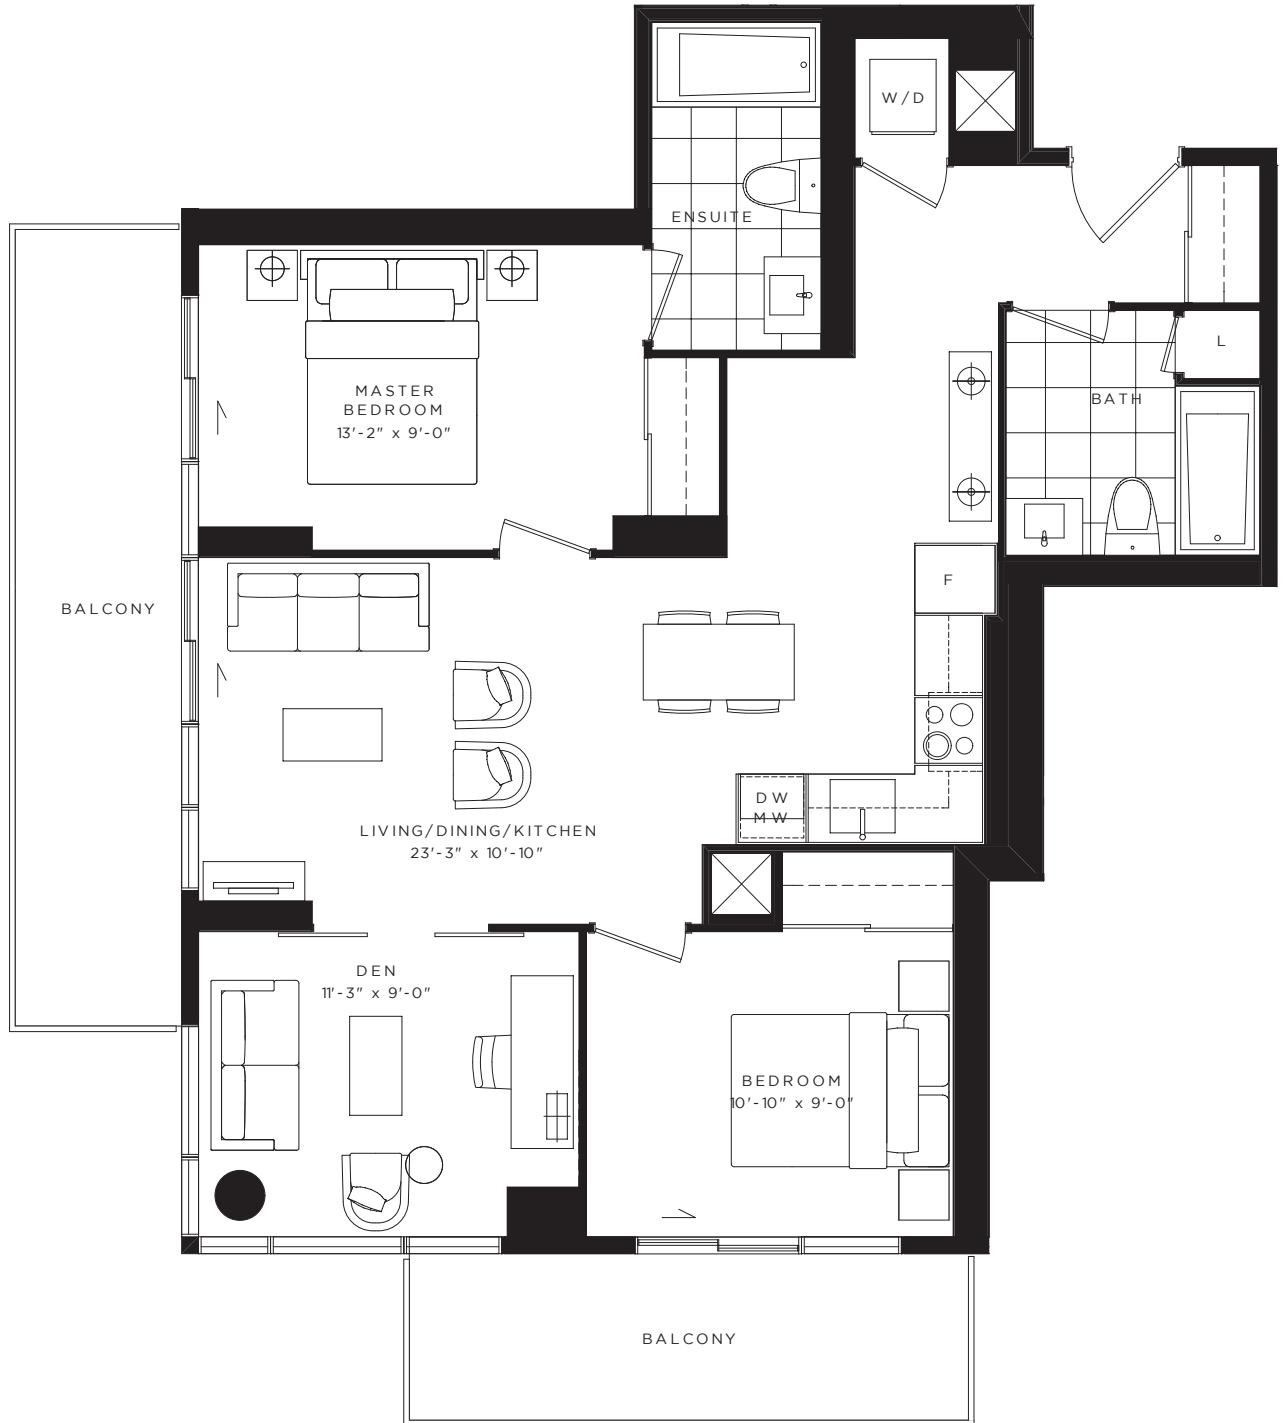 W/D
ENSUITE
L
BATH
MASTER
BEDROOM
13'-2" x 9'-0"
F
BALCONY
DW
MW
LIVING/DINING/KITCHEN
23'-3" x 10'-10"
DEN
11'-3" x 9'-0"
BEDROOM
10'-10" x 9'-0"
BALCONY